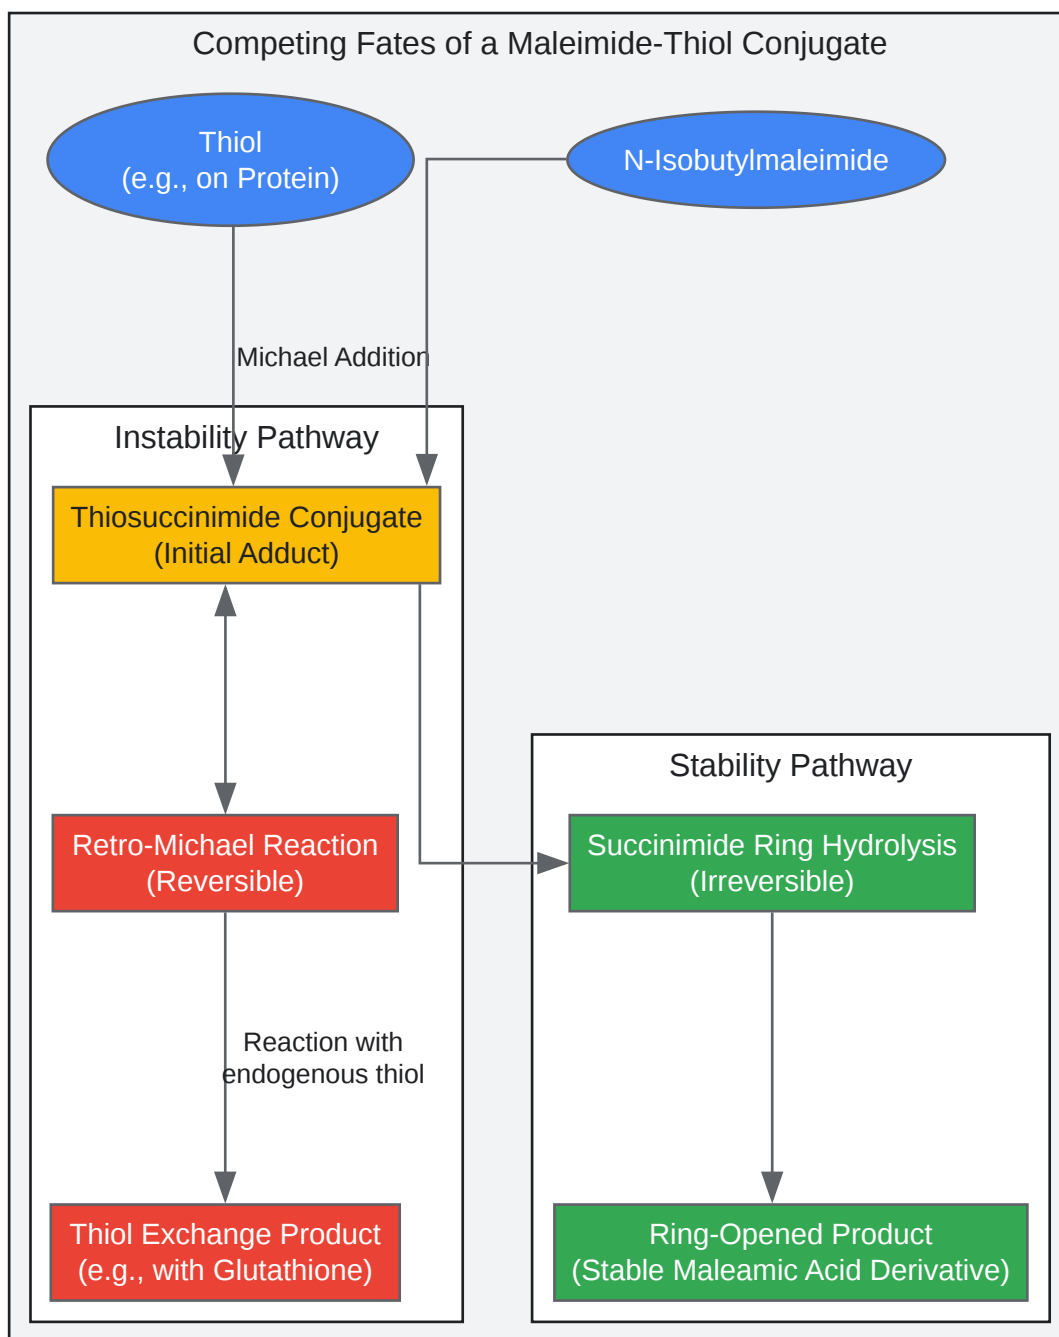 Competing Fates of a Maleimide-Thiol Conjugate
Thiol
(e.g., on Protein)
N-Isobutylmaleimide
Michael Addition
Instability Pathway
Thiosuccinimide Conjugate
(Initial Adduct)
Stability Pathway
Retro-Michael Reaction
(Reversible)
Succinimide Ring Hydrolysis
(Irreversible)
Reaction with
endogenous thiol
Thiol Exchange Product
(e.g., with Glutathione)
Ring-Opened Product
(Stable Maleamic Acid Derivative)